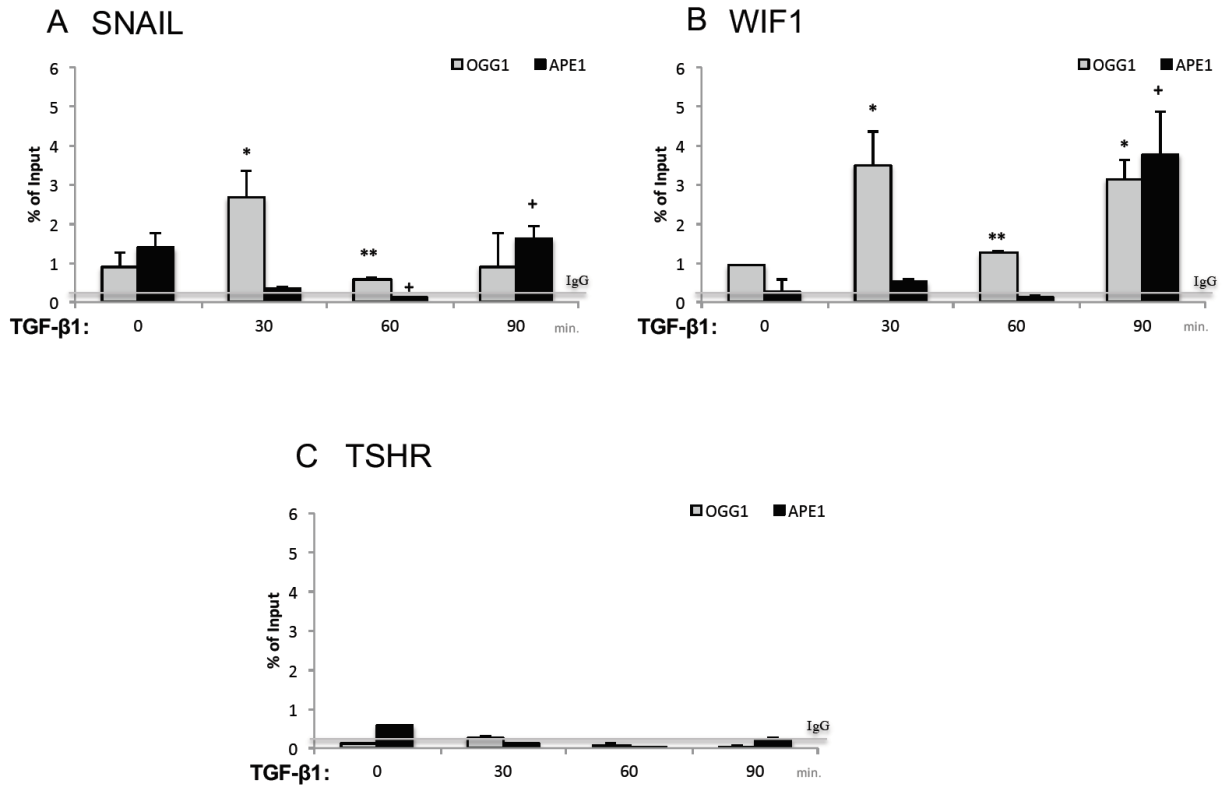 A SNAIL
OGG1 APE1
% of Input
6
5
4
3
2
1
0
*
**
+
+
IgG
TGF-β1: 0 30 60 90 min.
B WIF1
OGG1 APE1
% of Input
6
5
4
3
2
1
0
*
**
*
+
IgG
TGF-β1: 0 30 60 90 min.
C TSHR
OGG1 APE1
% of Input
6
5
4
3
2
1
0
IgG
TGF-β1: 0 30 60 90 min.